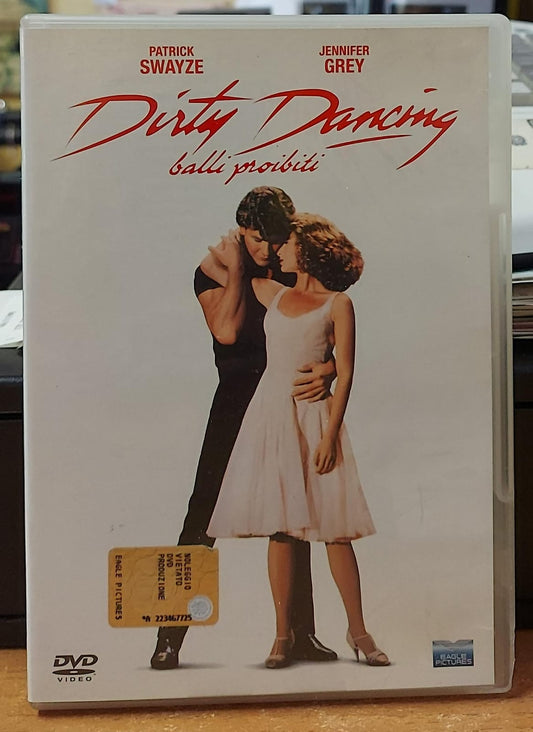 PATRICK
SWAYZE
JENNIFER
GREY
Dirty Dancing
balli proibiti
NOLEGGIO
VIETATO
DVD
PRODUZIONE
EAGLE PICTURES
*A 223467725
DVD
VIDEO
EAGLE
PICTURES